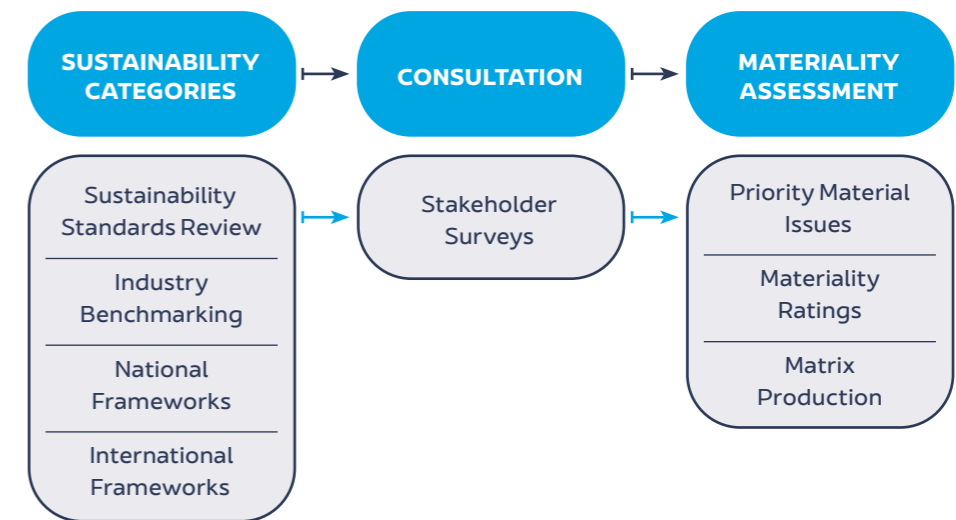 SUSTAINABILITY
CATEGORIES
CONSULTATION
MATERIALITY
ASSESSMENT
Sustainability
Standards Review
Industry
Benchmarking
National
Frameworks
International
Frameworks
Stakeholder
Surveys
Priority Material
Issues
Materiality
Ratings
Matrix
Production